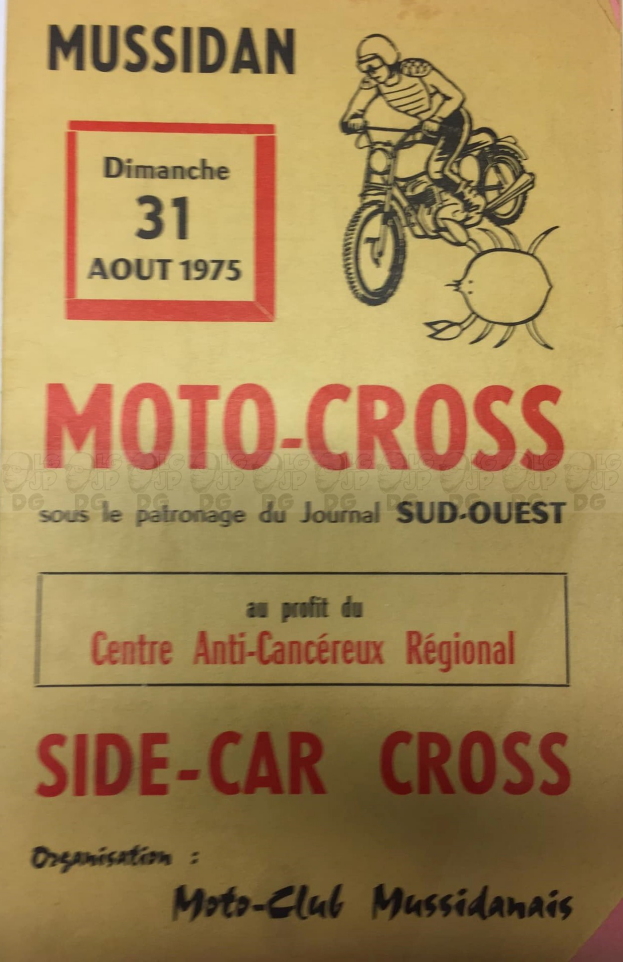 MUSSIDAN
Dimanche
31
AOUT 1975
MOTO-CROSS
sous le patronage du Journal SUD-OUEST
au profit du
Centre Anti-Cancéreux Régional
SIDE-CAR CROSS
Organisation :
Moto-Club Mussidanais